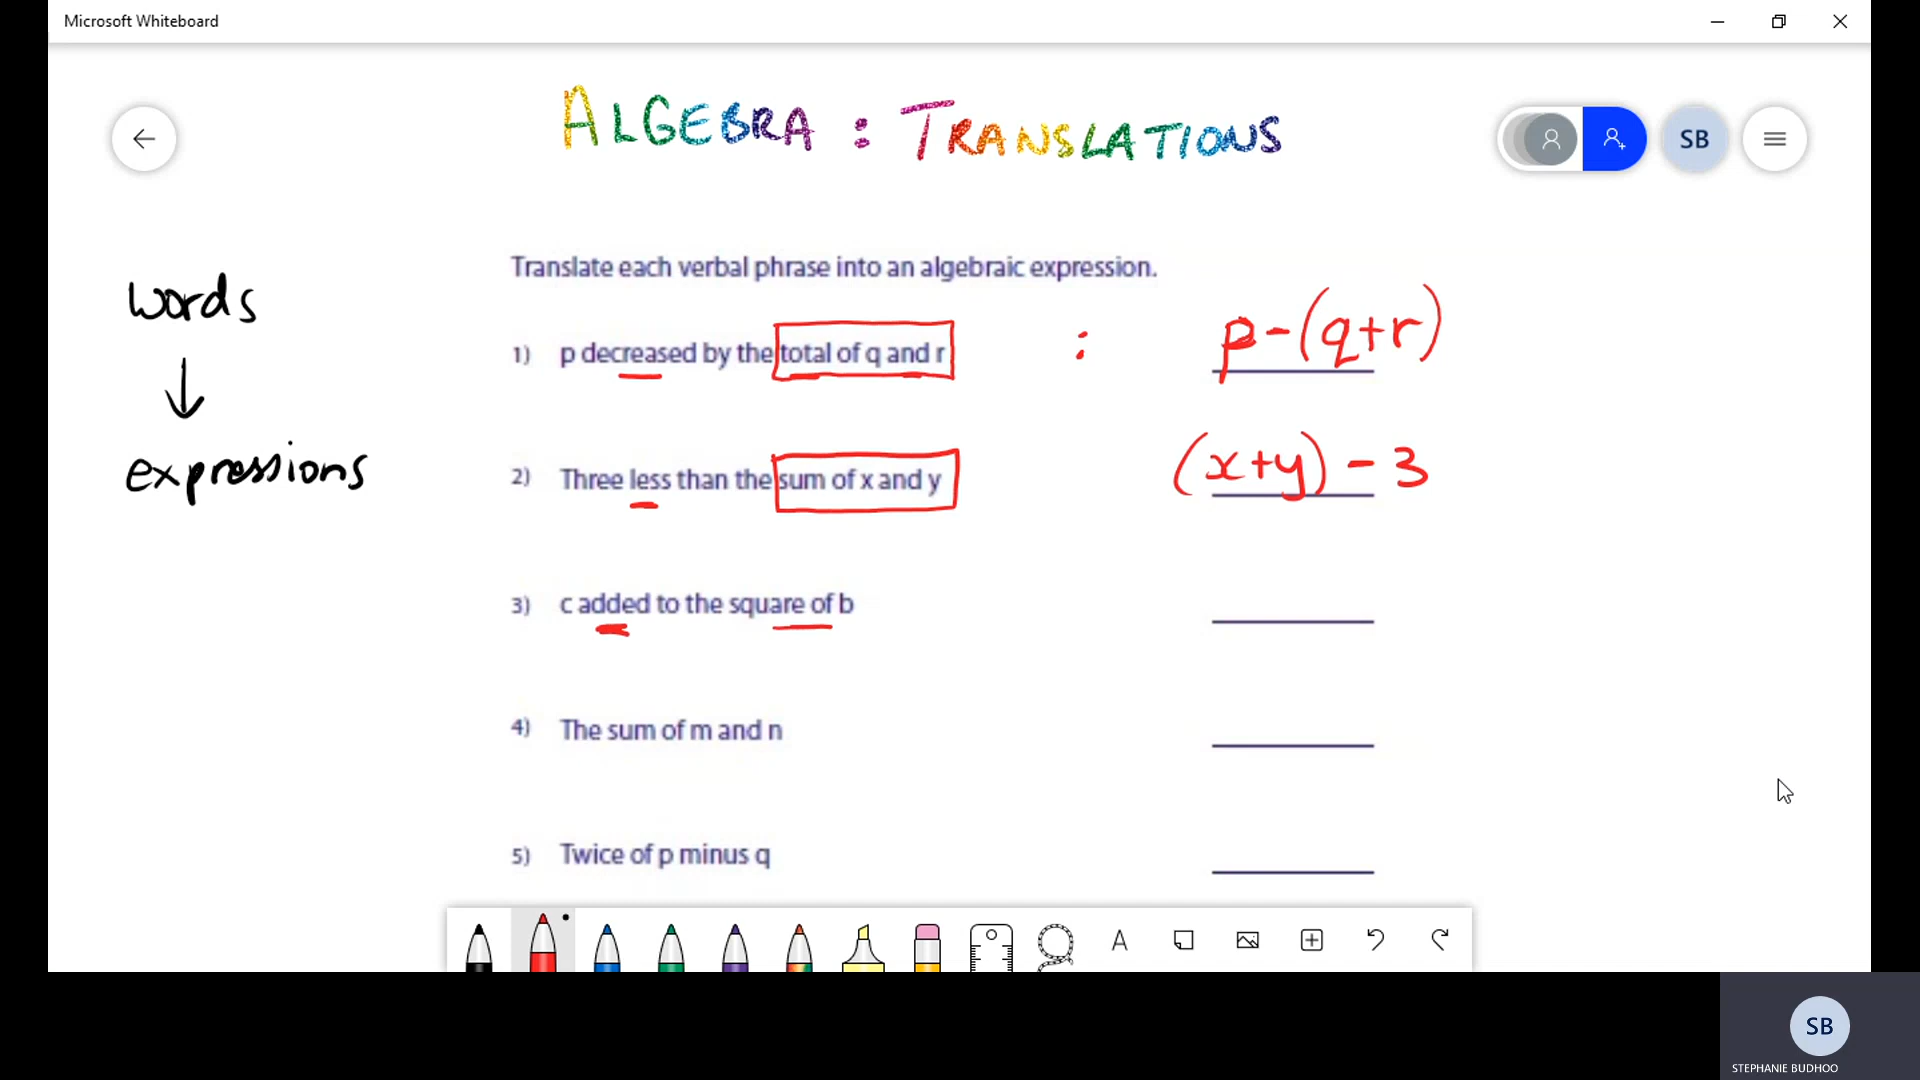 Microsoft Whiteboard
ALGEBRA : TRANSLATIONS
SB
words
↓
expressions
Translate each verbal phrase into an algebraic expression.
1) p decreased by the total of q and r : p-(q+r)
2) Three less than the sum of x and y (x+y) - 3
3) c added to the square of b
4) The sum of m and n
5) Twice of p minus q
A
SB
STEPHANIE BUDHOO